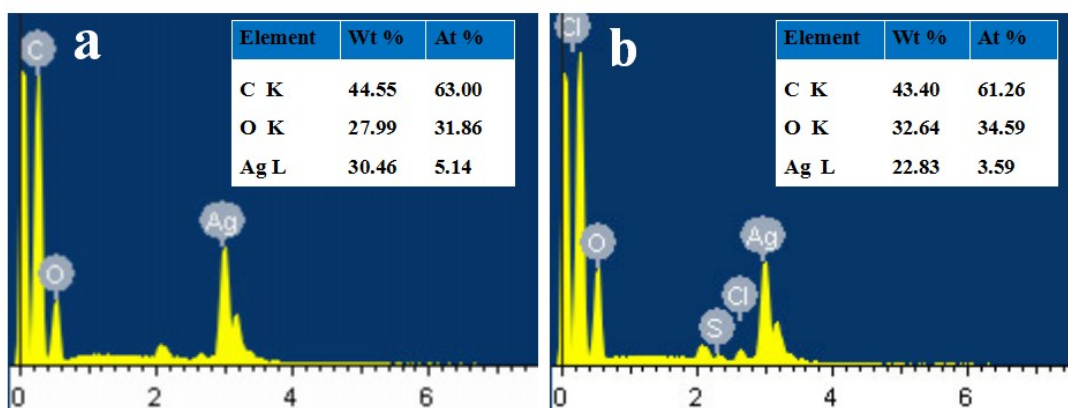 a
Element Wt % At %
C K 44.55 63.00
O K 27.99 31.86
Ag L 30.46 5.14
C
O
Ag
0 2 4 6
b
Element Wt % At %
C K 43.40 61.26
O K 32.64 34.59
Ag L 22.83 3.59
Cl
O
S
Cl
Ag
0 2 4 6